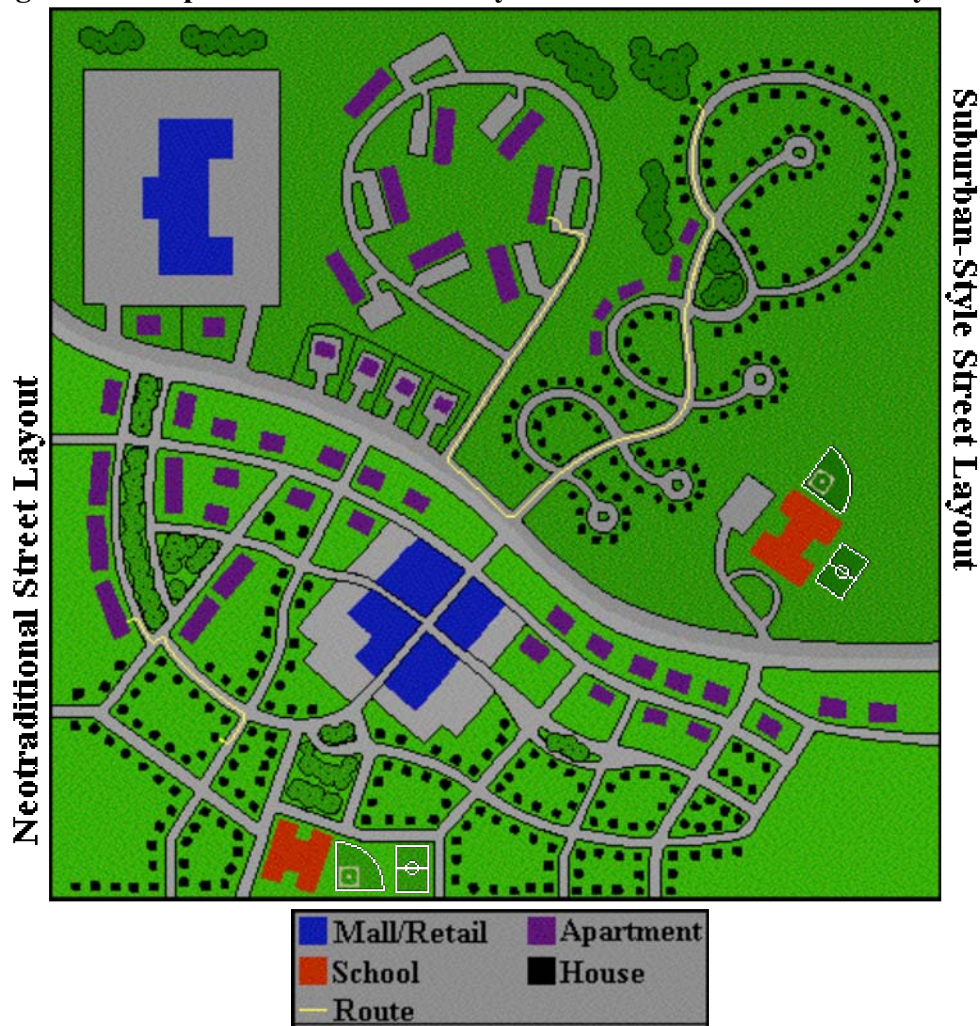 Suburban-Style Street Layout
Neotraditional Street Layout
Mall/Retail
Apartment
School
House
Route